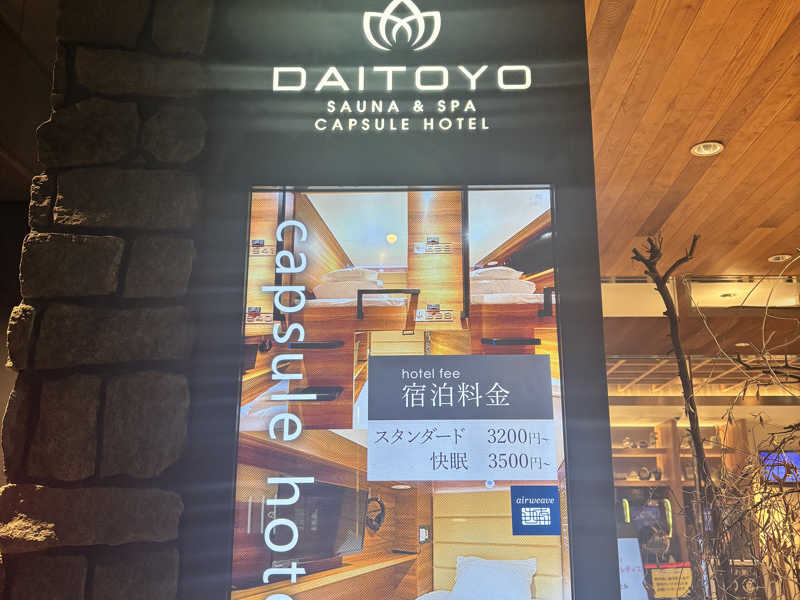 DAITOYO
SAUNA & SPA
CAPSULE HOTEL
capsule hote
hotel fee
宿泊料金
スタンダード 3200円~
快眠 3500円~
airweave